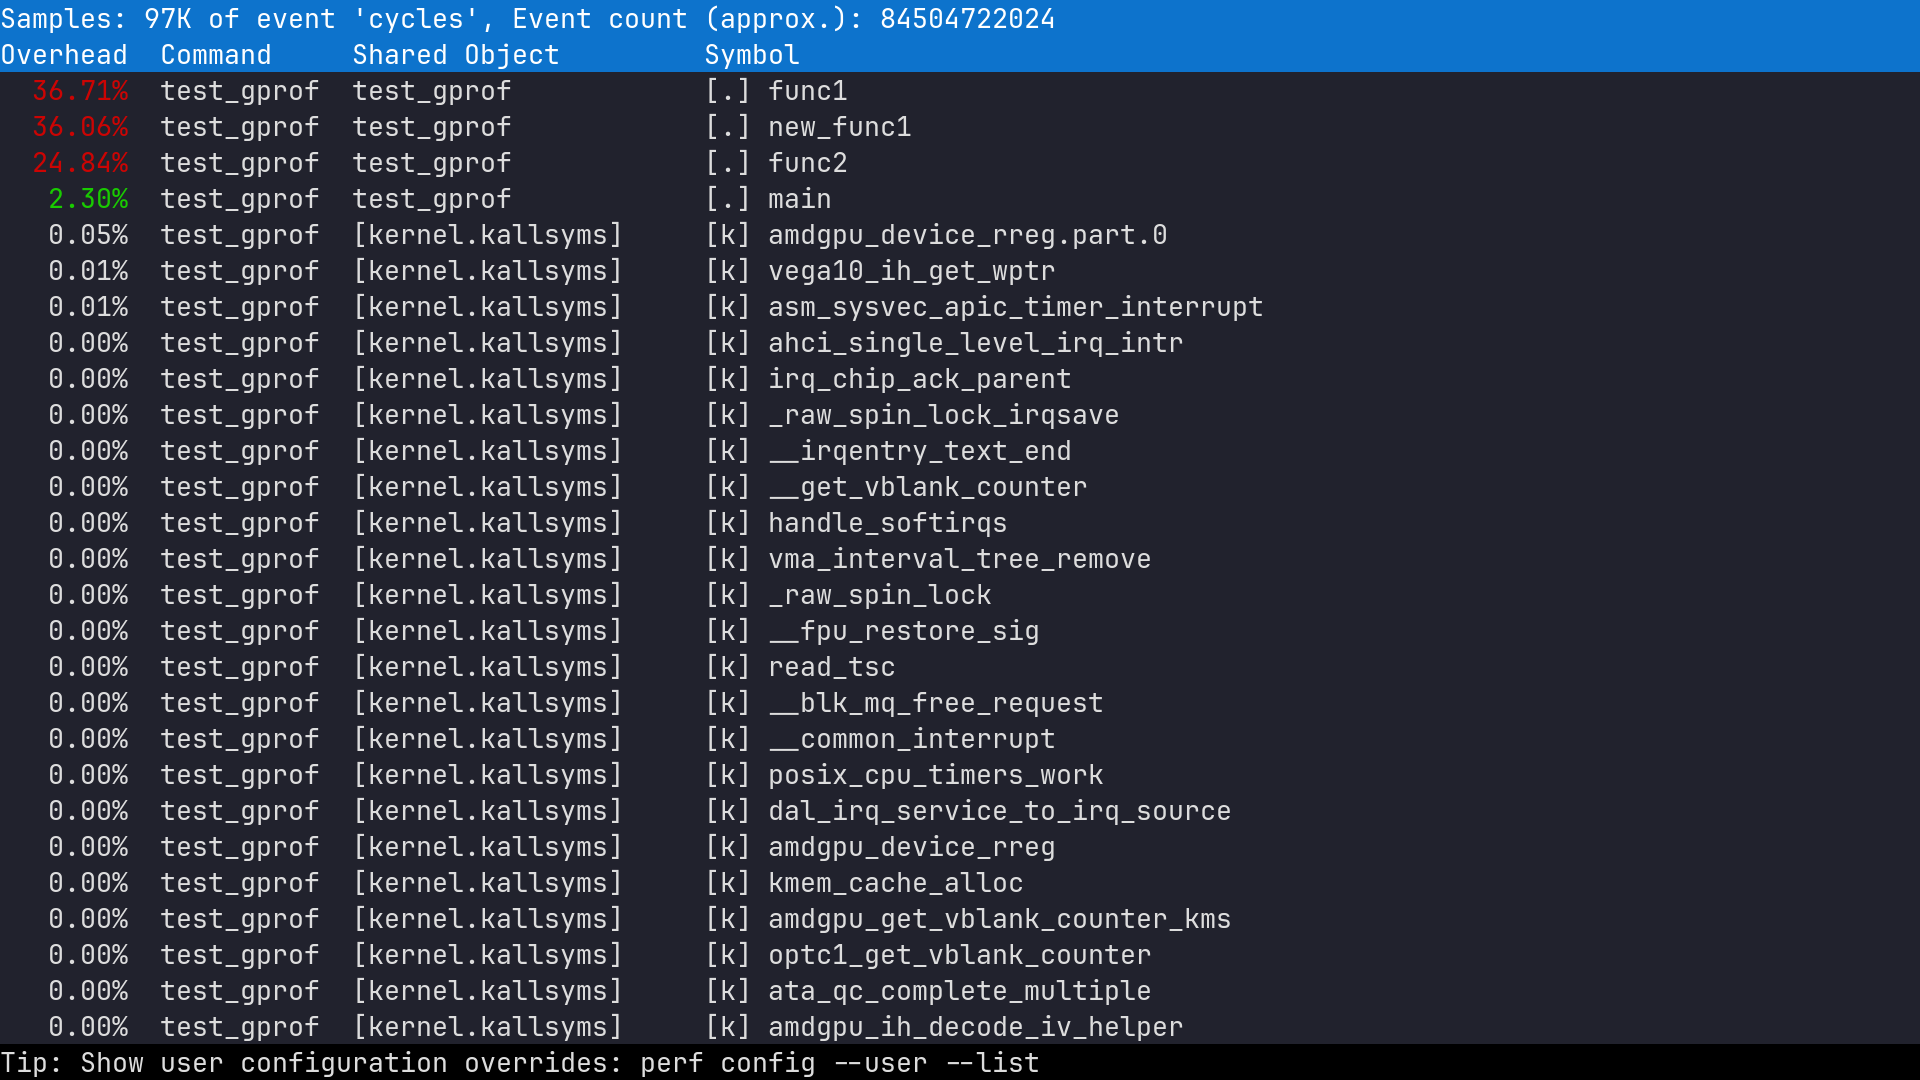 Samples: 97K of event 'cycles', Event count (approx.): 84504722024
Overhead  Command     Shared Object         Symbol
  36.71%  test_gprof  test_gprof            [.] func1
  36.06%  test_gprof  test_gprof            [.] new_func1
  24.84%  test_gprof  test_gprof            [.] func2
   2.30%  test_gprof  test_gprof            [.] main
   0.05%  test_gprof  [kernel.kallsyms]     [k] amdgpu_device_rreg.part.0
   0.01%  test_gprof  [kernel.kallsyms]     [k] vega10_ih_get_wptr
   0.01%  test_gprof  [kernel.kallsyms]     [k] asm_sysvec_apic_timer_interrupt
   0.00%  test_gprof  [kernel.kallsyms]     [k] ahci_single_level_irq_intr
   0.00%  test_gprof  [kernel.kallsyms]     [k] irq_chip_ack_parent
   0.00%  test_gprof  [kernel.kallsyms]     [k] _raw_spin_lock_irqsave
   0.00%  test_gprof  [kernel.kallsyms]     [k] __irqentry_text_end
   0.00%  test_gprof  [kernel.kallsyms]     [k] __get_vblank_counter
   0.00%  test_gprof  [kernel.kallsyms]     [k] handle_softirqs
   0.00%  test_gprof  [kernel.kallsyms]     [k] vma_interval_tree_remove
   0.00%  test_gprof  [kernel.kallsyms]     [k] _raw_spin_lock
   0.00%  test_gprof  [kernel.kallsyms]     [k] __fpu_restore_sig
   0.00%  test_gprof  [kernel.kallsyms]     [k] read_tsc
   0.00%  test_gprof  [kernel.kallsyms]     [k] __blk_mq_free_request
   0.00%  test_gprof  [kernel.kallsyms]     [k] __common_interrupt
   0.00%  test_gprof  [kernel.kallsyms]     [k] posix_cpu_timers_work
   0.00%  test_gprof  [kernel.kallsyms]     [k] dal_irq_service_to_irq_source
   0.00%  test_gprof  [kernel.kallsyms]     [k] amdgpu_device_rreg
   0.00%  test_gprof  [kernel.kallsyms]     [k] kmem_cache_alloc
   0.00%  test_gprof  [kernel.kallsyms]     [k] amdgpu_get_vblank_counter_kms
   0.00%  test_gprof  [kernel.kallsyms]     [k] optc1_get_vblank_counter
   0.00%  test_gprof  [kernel.kallsyms]     [k] ata_qc_complete_multiple
   0.00%  test_gprof  [kernel.kallsyms]     [k] amdgpu_ih_decode_iv_helper
Tip: Show user configuration overrides: perf config --user --list